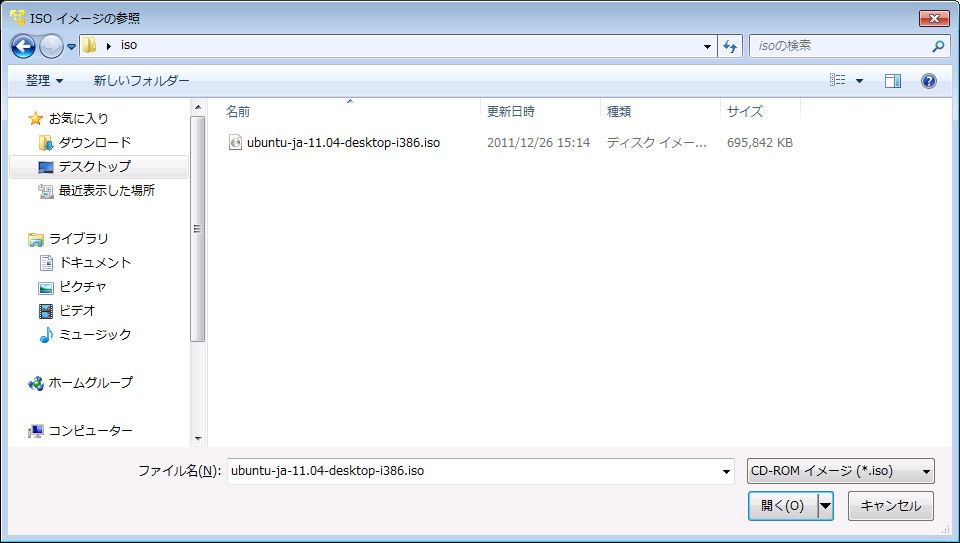 ISO イメージの参照
iso
isoの検索
整理
新しいフォルダー
お気に入り
ダウンロード
デスクトップ
最近表示した場所
ライブラリ
ドキュメント
ピクチャ
ビデオ
ミュージック
ホームグループ
コンピューター
名前 更新日時 種類 サイズ
ubuntu-ja-11.04-desktop-i386.iso 2011/12/26 15:14 ディスク イメー... 695,842 KB
ファイル名(N): ubuntu-ja-11.04-desktop-i386.iso
CD-ROM イメージ (*.iso)
開く(O)
キャンセル